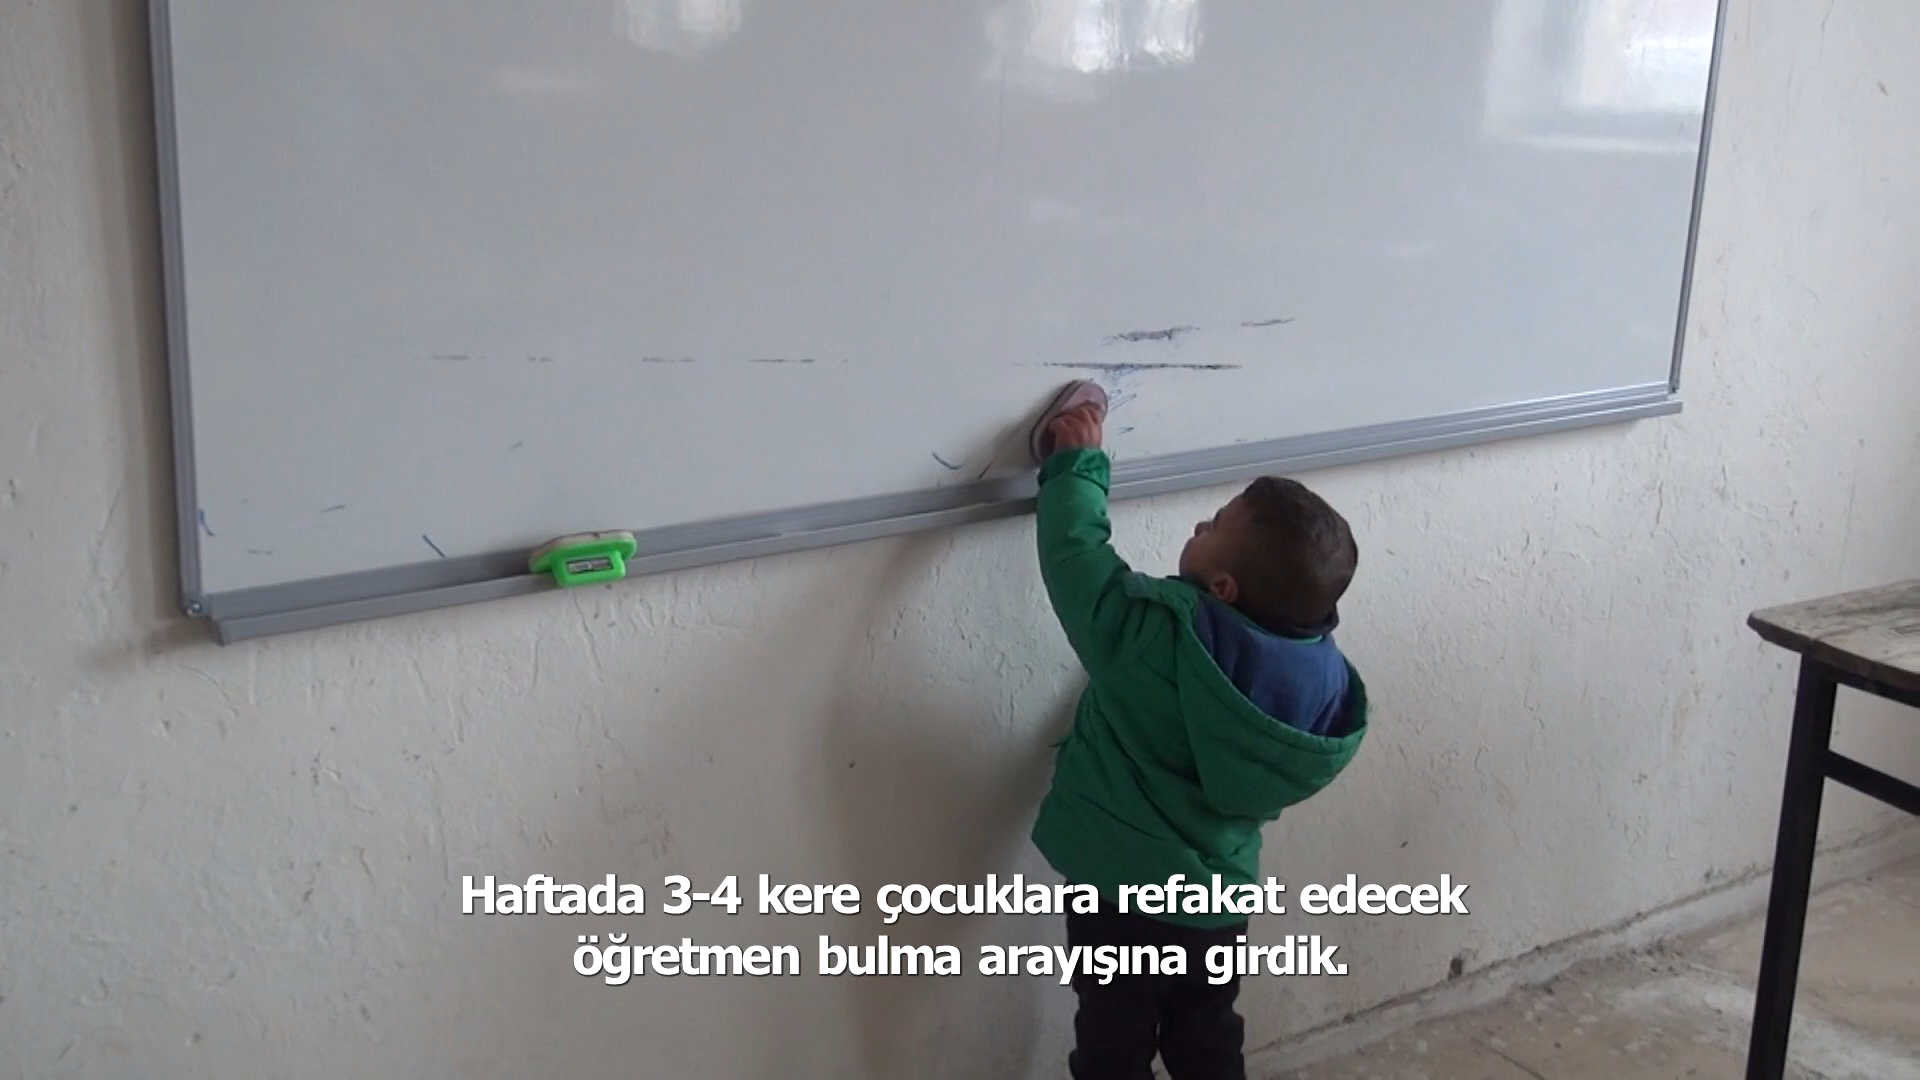 Haftada 3-4 kere çocuklara refakat edecek
öğretmen bulma arayışına girdik.